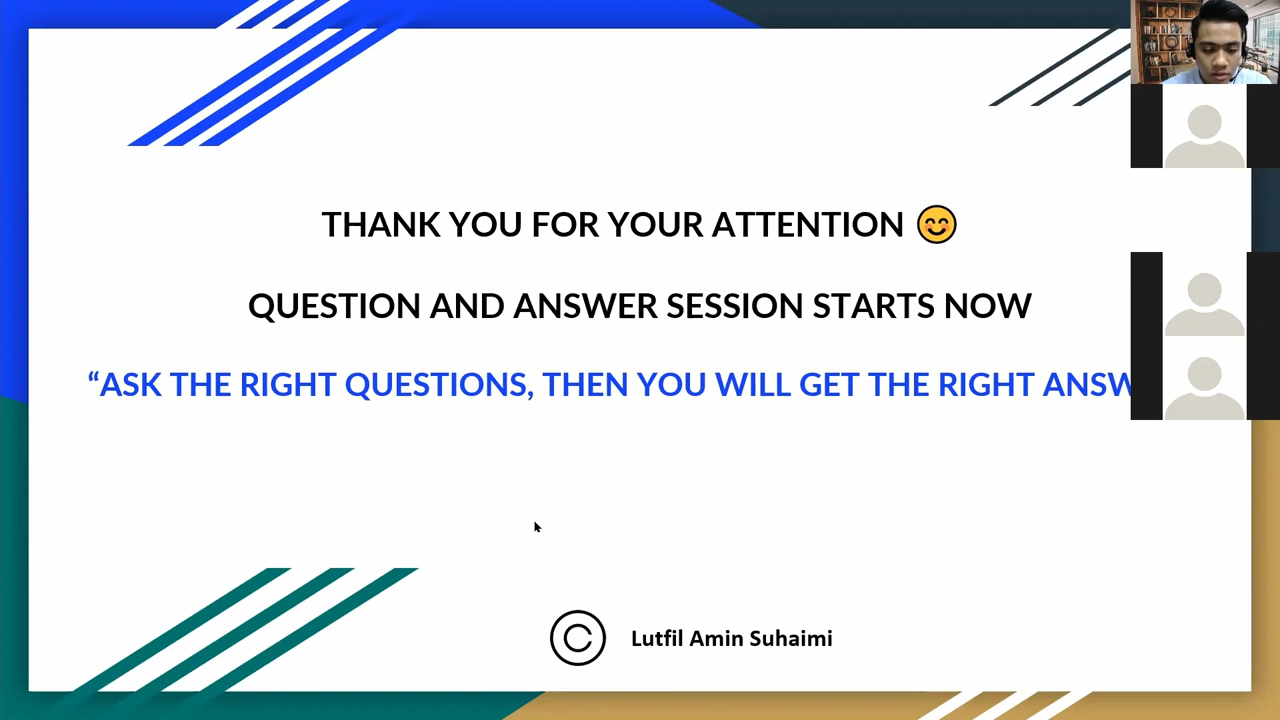 THANK YOU FOR YOUR ATTENTION 😊
QUESTION AND ANSWER SESSION STARTS NOW
“ASK THE RIGHT QUESTIONS, THEN YOU WILL GET THE RIGHT
© Lutfil Amin Suhaimi